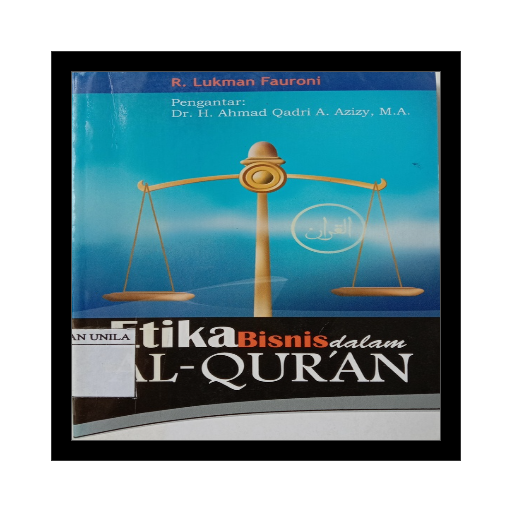 R. Lukman Fauroni
Pengantar:
Dr. H. Ahmad Qadri A. Azizy, M.A.
القرآن
Etika Bisnis dalam
AL-QUR'AN
AN UNILA